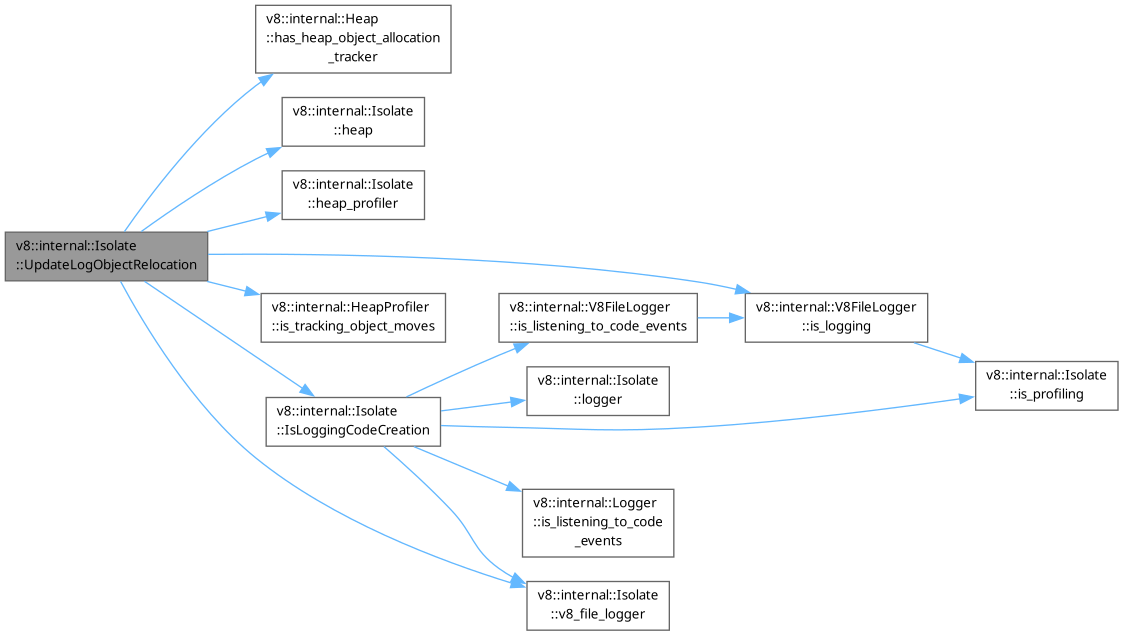 v8::internal::Heap
::has_heap_object_allocation
_tracker
v8::internal::Isolate
::heap
v8::internal::Isolate
::heap_profiler
v8::internal::Isolate
::UpdateLogObjectRelocation
v8::internal::HeapProfiler
::is_tracking_object_moves
v8::internal::V8FileLogger
::is_listening_to_code_events
v8::internal::V8FileLogger
::is_logging
v8::internal::Isolate
::logger
v8::internal::Isolate
::is_profiling
v8::internal::Isolate
::IsLoggingCodeCreation
v8::internal::Logger
::is_listening_to_code
_events
v8::internal::Isolate
::v8_file_logger